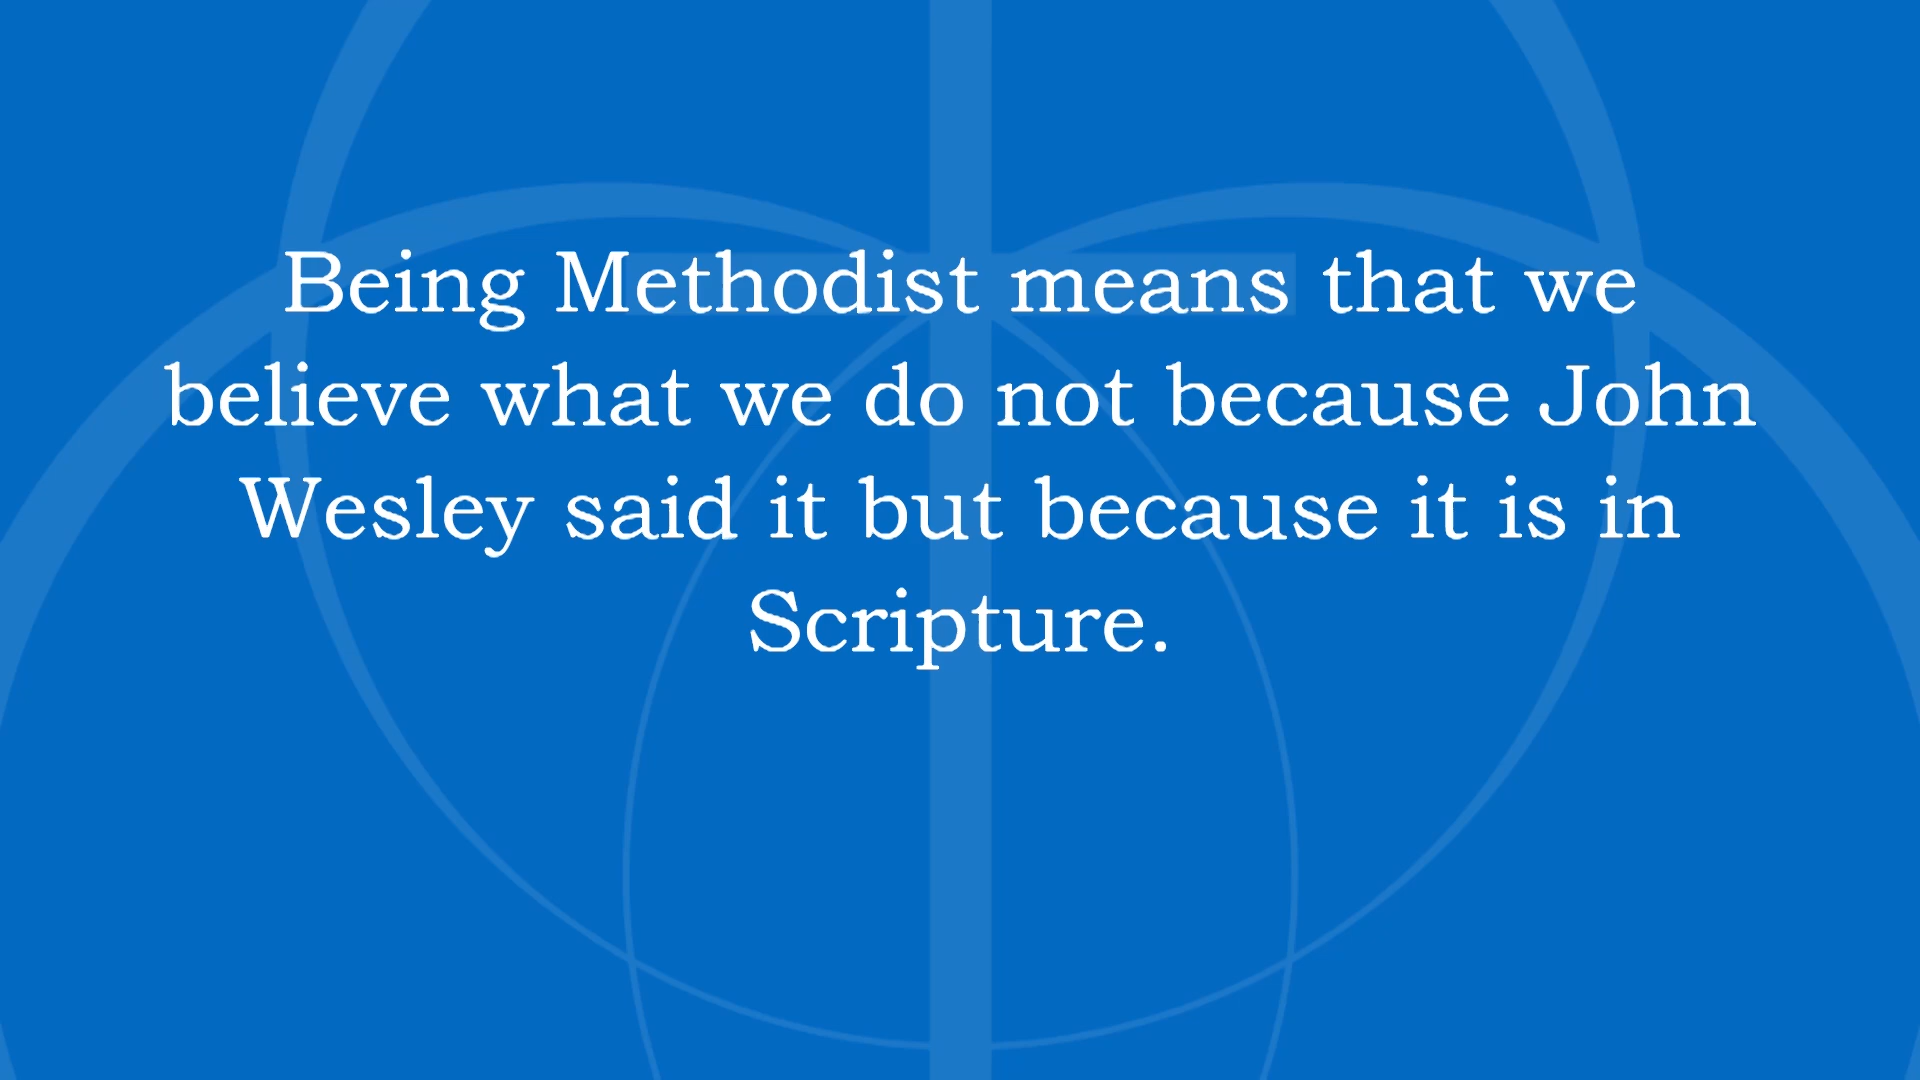 Being Methodist means that we
believe what we do not because John
Wesley said it but because it is in
Scripture.